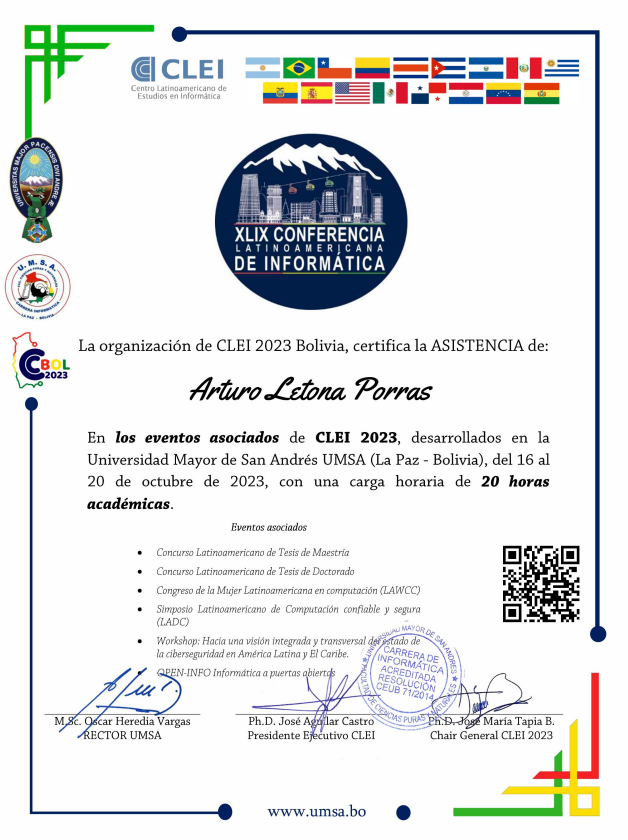 CLEI
Centro Latinoamericano de
Estudios en Informática
UNIVERSITAS MAJOR PACENSIS DIVI ANDREÆ
XLIX CONFERENCIA
LATINOAMERICANA
DE INFORMÁTICA
U. M. S. A.
CARRERA INFORMÁTICA
LA PAZ - BOLIVIA
CBOL
2023
La organización de CLEI 2023 Bolivia, certifica la ASISTENCIA de:
Arturo Letona Porras
En los eventos asociados de CLEI 2023, desarrollados en la
Universidad Mayor de San Andrés UMSA (La Paz - Bolivia), del 16 al
20 de octubre de 2023, con una carga horaria de 20 horas
académicas.
Eventos asociados
• Concurso Latinoamericano de Tesis de Maestría
• Concurso Latinoamericano de Tesis de Doctorado
• Congreso de la Mujer Latinoamericana en computación (LAWCC)
• Simposio Latinoamericano de Computación confiable y segura
(LADC)
• Workshop: Hacia una visión integrada y transversal del estado de
la ciberseguridad en América Latina y El Caribe.
OPEN-INFO Informática a puertas abiertas
UNIVERSIDAD MAYOR DE SAN ANDRES
CARRERA DE
INFORMÁTICA
ACREDITADA
RESOLUCIÓN
CEUB 71/2014
FACULTAD DE CIENCIAS PURAS Y NATURALES
M.Sc. Oscar Heredia Vargas
RECTOR UMSA
Ph.D. José Aguilar Castro
Presidente Ejecutivo CLEI
Ph.D. José María Tapia B.
Chair General CLEI 2023
www.umsa.bo